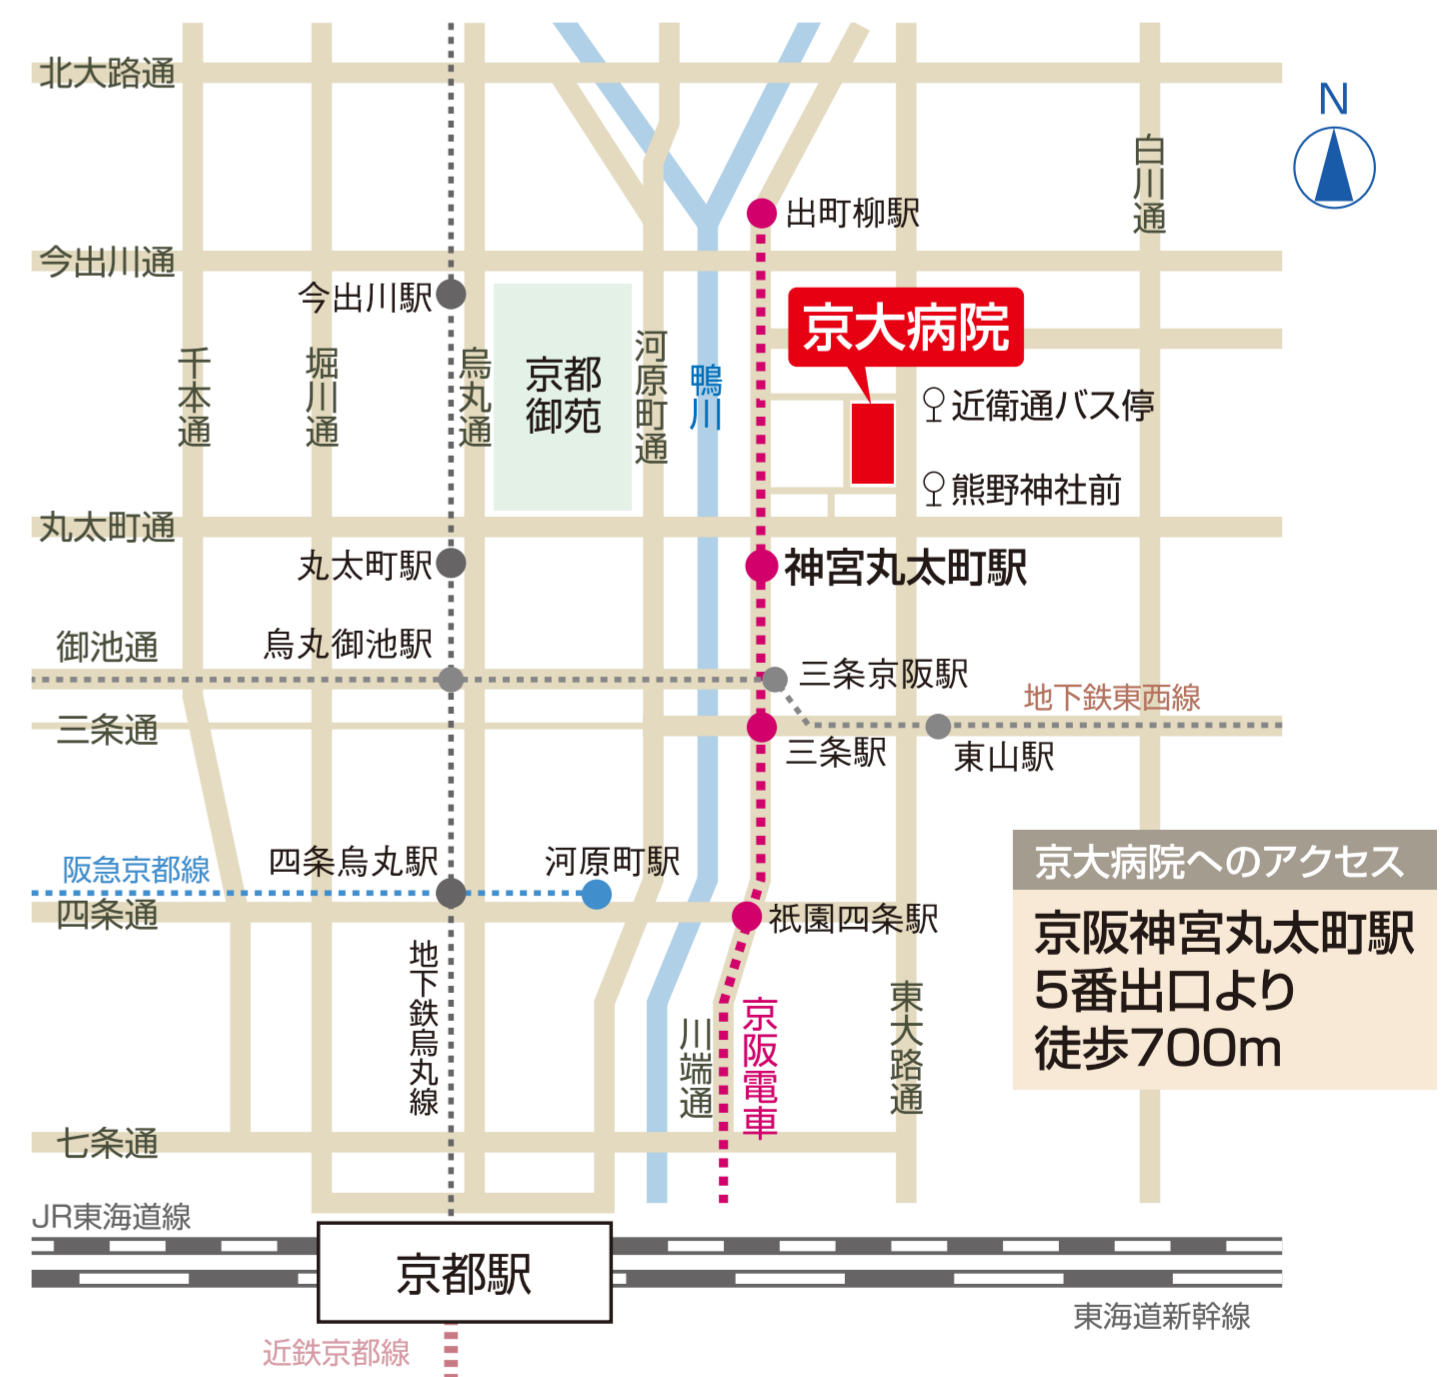 北大路通
N
白川通
出町柳駅
今出川通
今出川駅
京大病院
千本通
堀川通
烏丸通
京都
御苑
河原町通
鴨川
近衛通バス停
熊野神社前
丸太町通
丸太町駅
神宮丸太町駅
御池通
烏丸御池駅
三条京阪駅
地下鉄東西線
三条通
三条駅
東山駅
阪急京都線
四条烏丸駅
河原町駅
京大病院へのアクセス
四条通
祇園四条駅
京阪神宮丸太町駅
5番出口より
徒歩700m
地下鉄烏丸線
川端通
京阪電車
東大路通
七条通
JR東海道線
京都駅
東海道新幹線
近鉄京都線